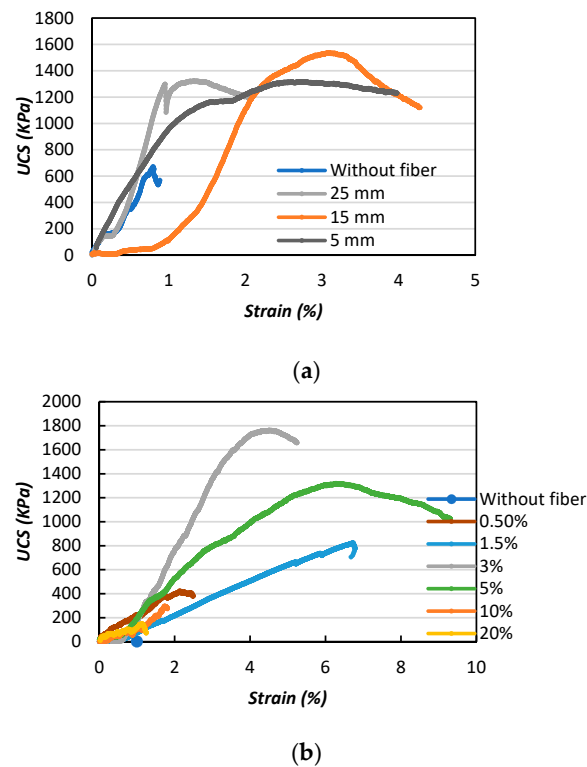 1800
1600
1400
1200
1000
800
600
400
200
0
UCS (KPa)
Without fiber
25 mm
15 mm
5 mm
0 1 2 3 4 5
Strain (%)
(a)
2000
1800
1600
1400
1200
1000
800
600
400
200
0
UCS (KPa)
Without fiber
0.50%
1.5%
3%
5%
10%
20%
0 2 4 6 8 10
Strain (%)
(b)